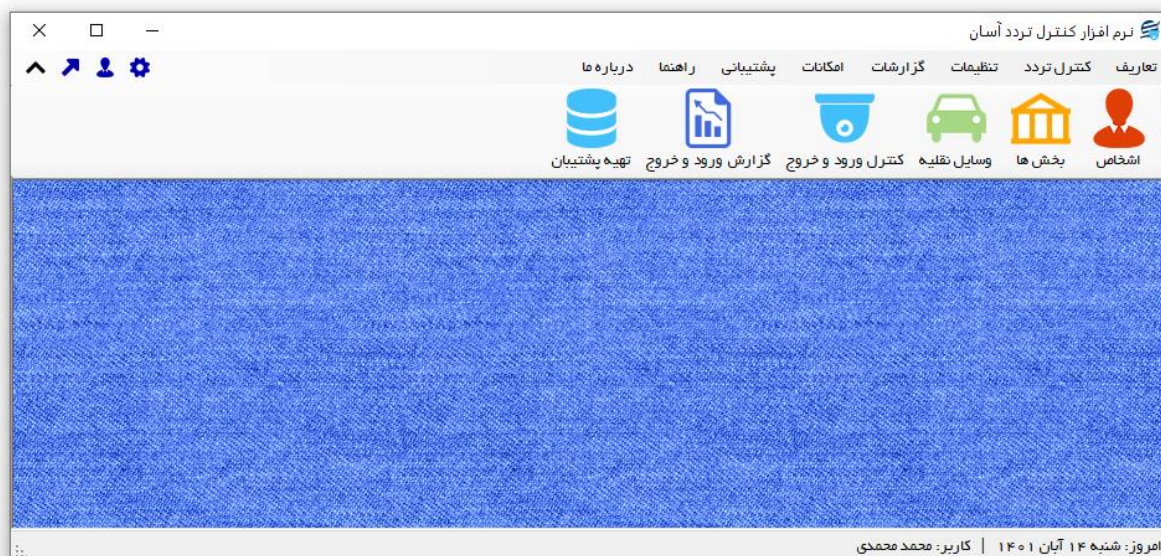 نرم افزار کنترل تردد آسان
تعاریف کنترل تردد تنظیمات گزارشات امکانات پشتیبانی راهنما درباره ما
اشخاص بخش ها وسایل نقلیه کنترل ورود و خروج گزارش ورود و خروج تهیه پشتیبان
امروز: شنبه ۱۴ آبان ۱۴۰۱ | کاربر: محمد محمدی